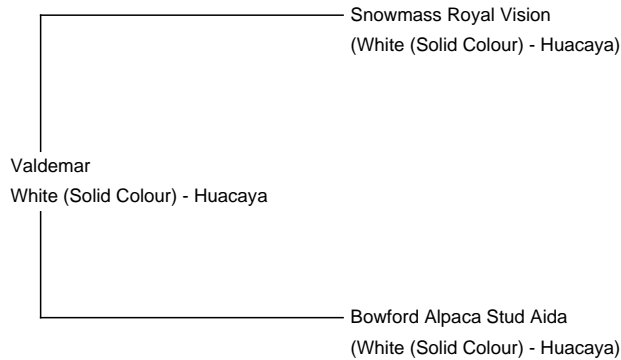 Snowmass Royal Vision
(White (Solid Colour) - Huacaya)
Valdemar
White (Solid Colour) - Huacaya
Bowford Alpaca Stud Aida
(White (Solid Colour) - Huacaya)